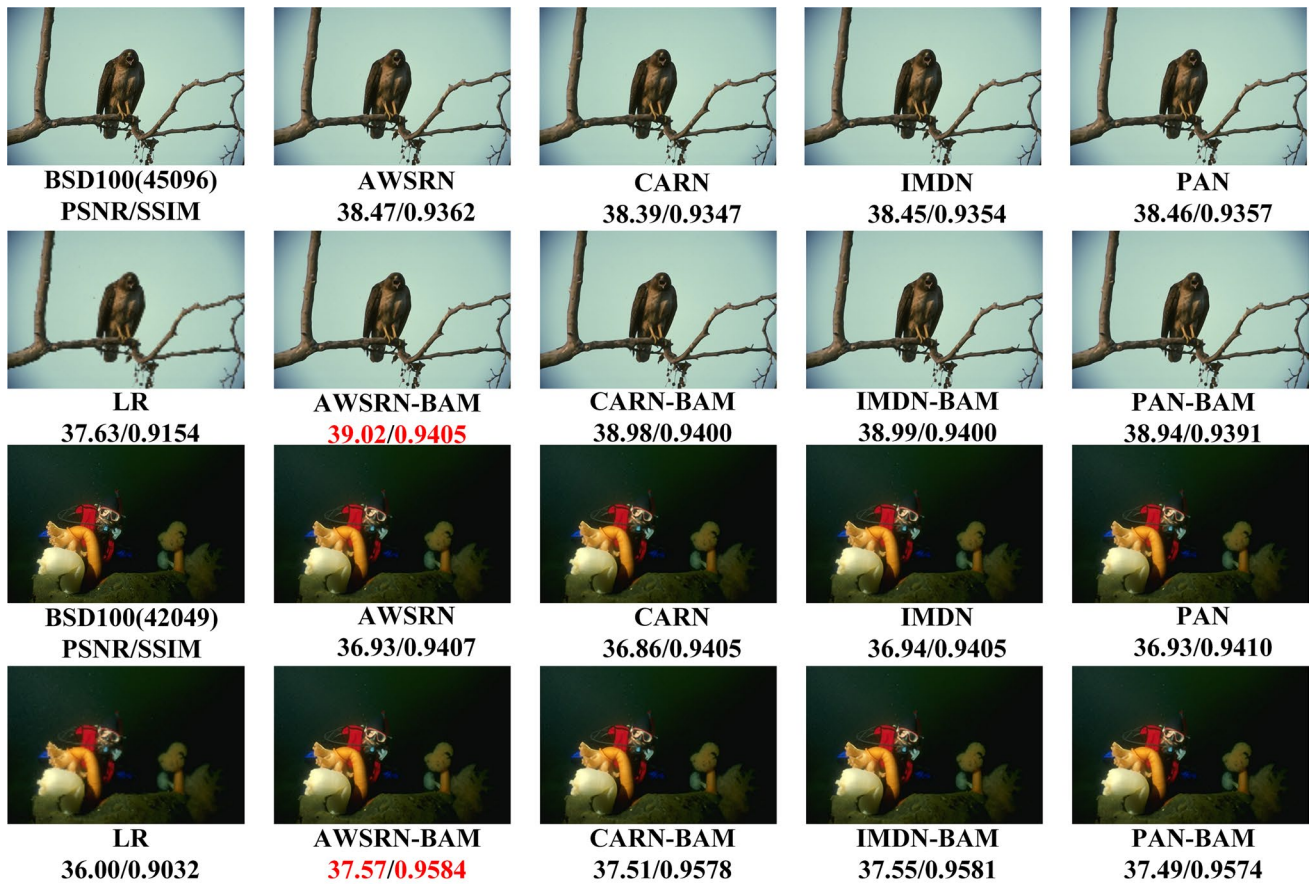 BSD100(45096)
PSNR/SSIM
AWSRN
38.47/0.9362
CARN
38.39/0.9347
IMDN
38.45/0.9354
PAN
38.46/0.9357
LR
37.63/0.9154
AWSRN-BAM
39.02/0.9405
CARN-BAM
38.98/0.9400
IMDN-BAM
38.99/0.9400
PAN-BAM
38.94/0.9391
BSD100(42049)
PSNR/SSIM
AWSRN
36.93/0.9407
CARN
36.86/0.9405
IMDN
36.94/0.9405
PAN
36.93/0.9410
LR
36.00/0.9032
AWSRN-BAM
37.57/0.9584
CARN-BAM
37.51/0.9578
IMDN-BAM
37.55/0.9581
PAN-BAM
37.49/0.9574